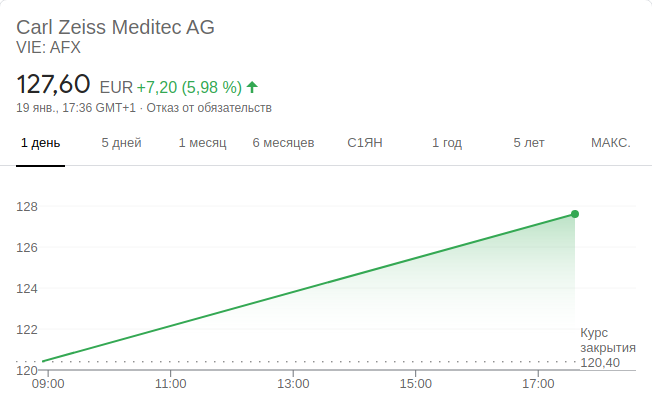 Carl Zeiss Meditec AG
VIE: AFX
127,60 EUR +7,20 (5,98 %)
19 янв., 17:36 GMT+1 · Отказ от обязательств
1 день 5 дней 1 месяц 6 месяцев С1ЯН 1 год 5 лет МАКС.
128
126
124
122
Курс
закрытия
120,40
120
09:00 11:00 13:00 15:00 17:00